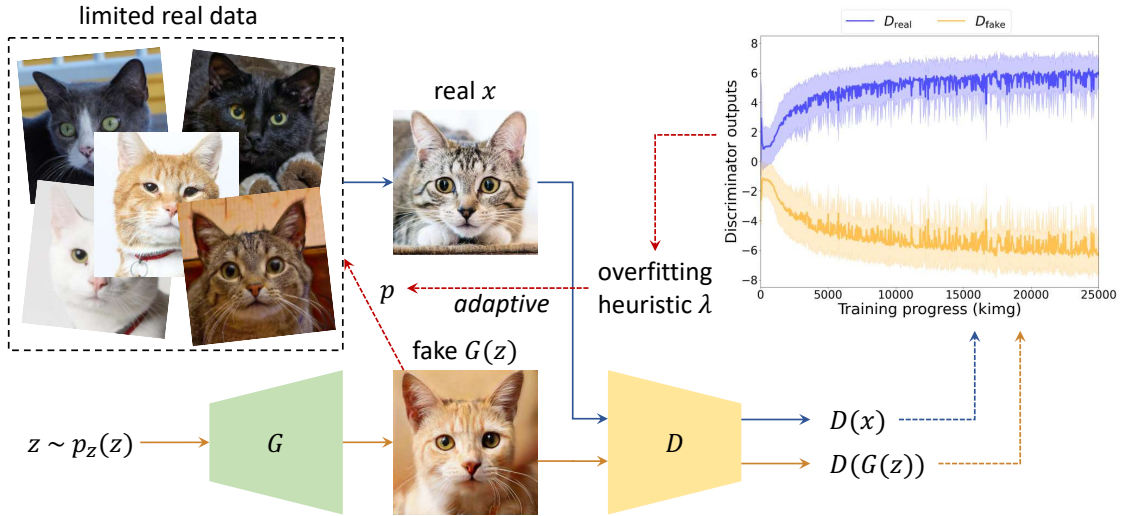 limited real data
real x
D_real
D_fake
Discriminator outputs
8
6
4
2
0
−2
−4
−6
−8
0
5000
10000
15000
20000
25000
Training progress (kimg)
overfitting
heuristic λ
adaptive
p
fake G(z)
z ~ p_z(z)
G
D
D(x)
D(G(z))